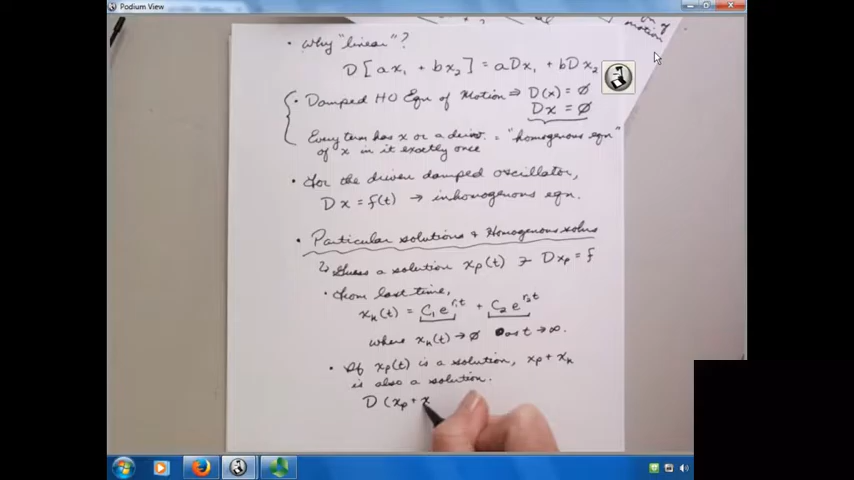 Podium View
on of
motion
• Why "linear"?
D[ax₁ + bx₂] = aDx₁ + bDx₂
• Damped HO Eqn of Motion ⇒ D(x) = ∅
Dx = ∅
Every term has x or a deriv. = "homogenous eqn"
of x in it exactly once
• For the driven damped oscillator,
Dx = f(t) → inhomogenous eqn.
• Particular solutions & Homogenous solns
↳ Guess a solution xₚ(t) ∋ Dxₚ = f
• From last time,
xₕ(t) = C₁e^{r₁t} + C₂e^{r₂t}
where xₕ(t) → ∅ as t → ∞.
• If xₚ(t) is a solution, xₚ + xₕ
is also a solution.
D(xₚ + x